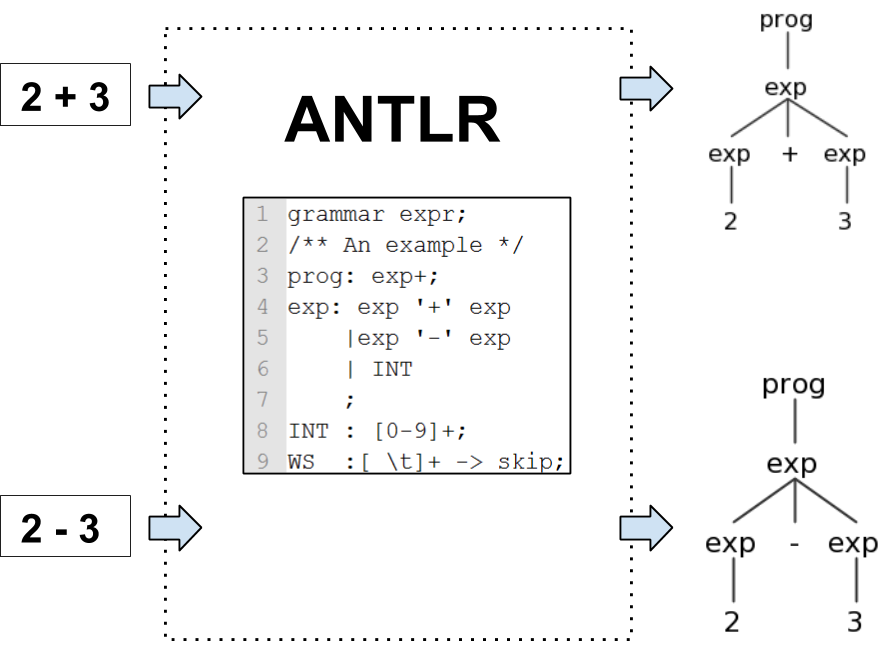 2 + 3
ANTLR
1 grammar expr;
2 /** An example */
3 prog: exp+;
4 exp: exp '+' exp
5 |exp '-' exp
6 | INT
7 ;
8 INT : [0-9]+;
9 WS :[ \t]+ -> skip;
2 - 3
prog
exp
exp + exp
2 3
prog
exp
exp - exp
2 3